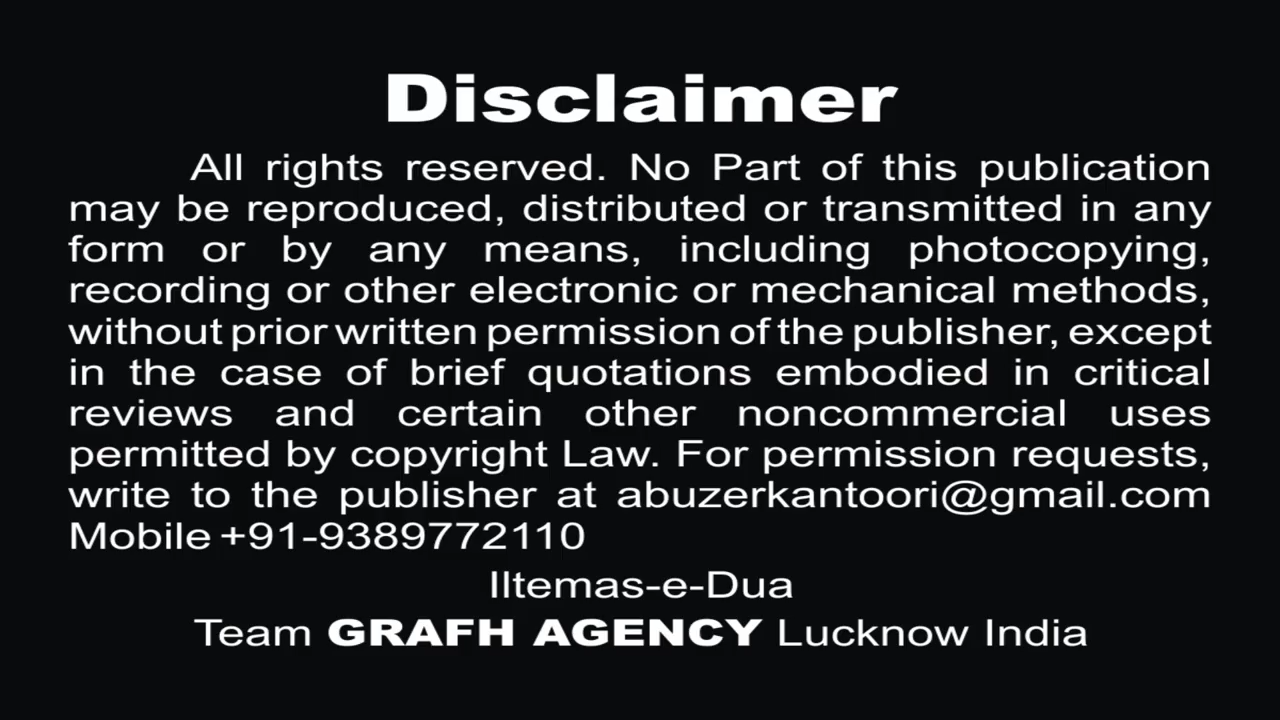 Disclaimer
All rights reserved. No Part of this publication
may be reproduced, distributed or transmitted in any
form or by any means, including photocopying,
recording or other electronic or mechanical methods,
without prior written permission of the publisher, except
in the case of brief quotations embodied in critical
reviews and certain other noncommercial uses
permitted by copyright Law. For permission requests,
write to the publisher at abuzerkantoori@gmail.com
Mobile +91-9389772110
IItemas-e-Dua
Team GRAFH AGENCY Lucknow India